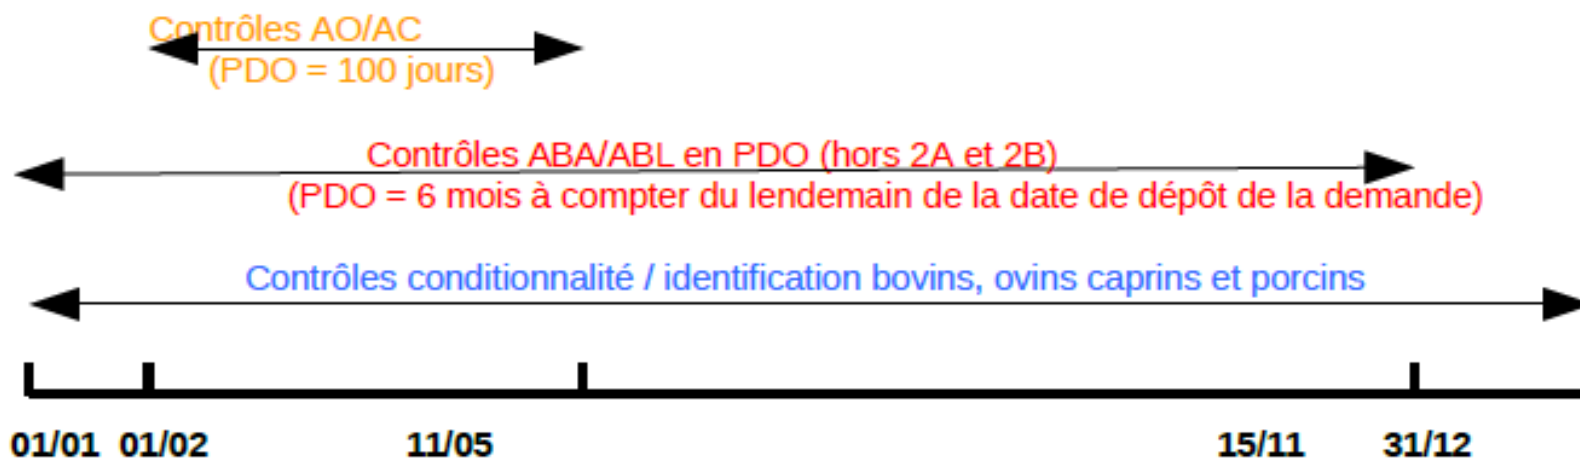 Contrôles AO/AC
(PDO = 100 jours)
Contrôles ABA/ABL en PDO (hors 2A et 2B)
(PDO = 6 mois à compter du lendemain de la date de dépôt de la demande)
Contrôles conditionnalité / identification bovins, ovins caprins et porcins
01/01 01/02 11/05 15/11 31/12